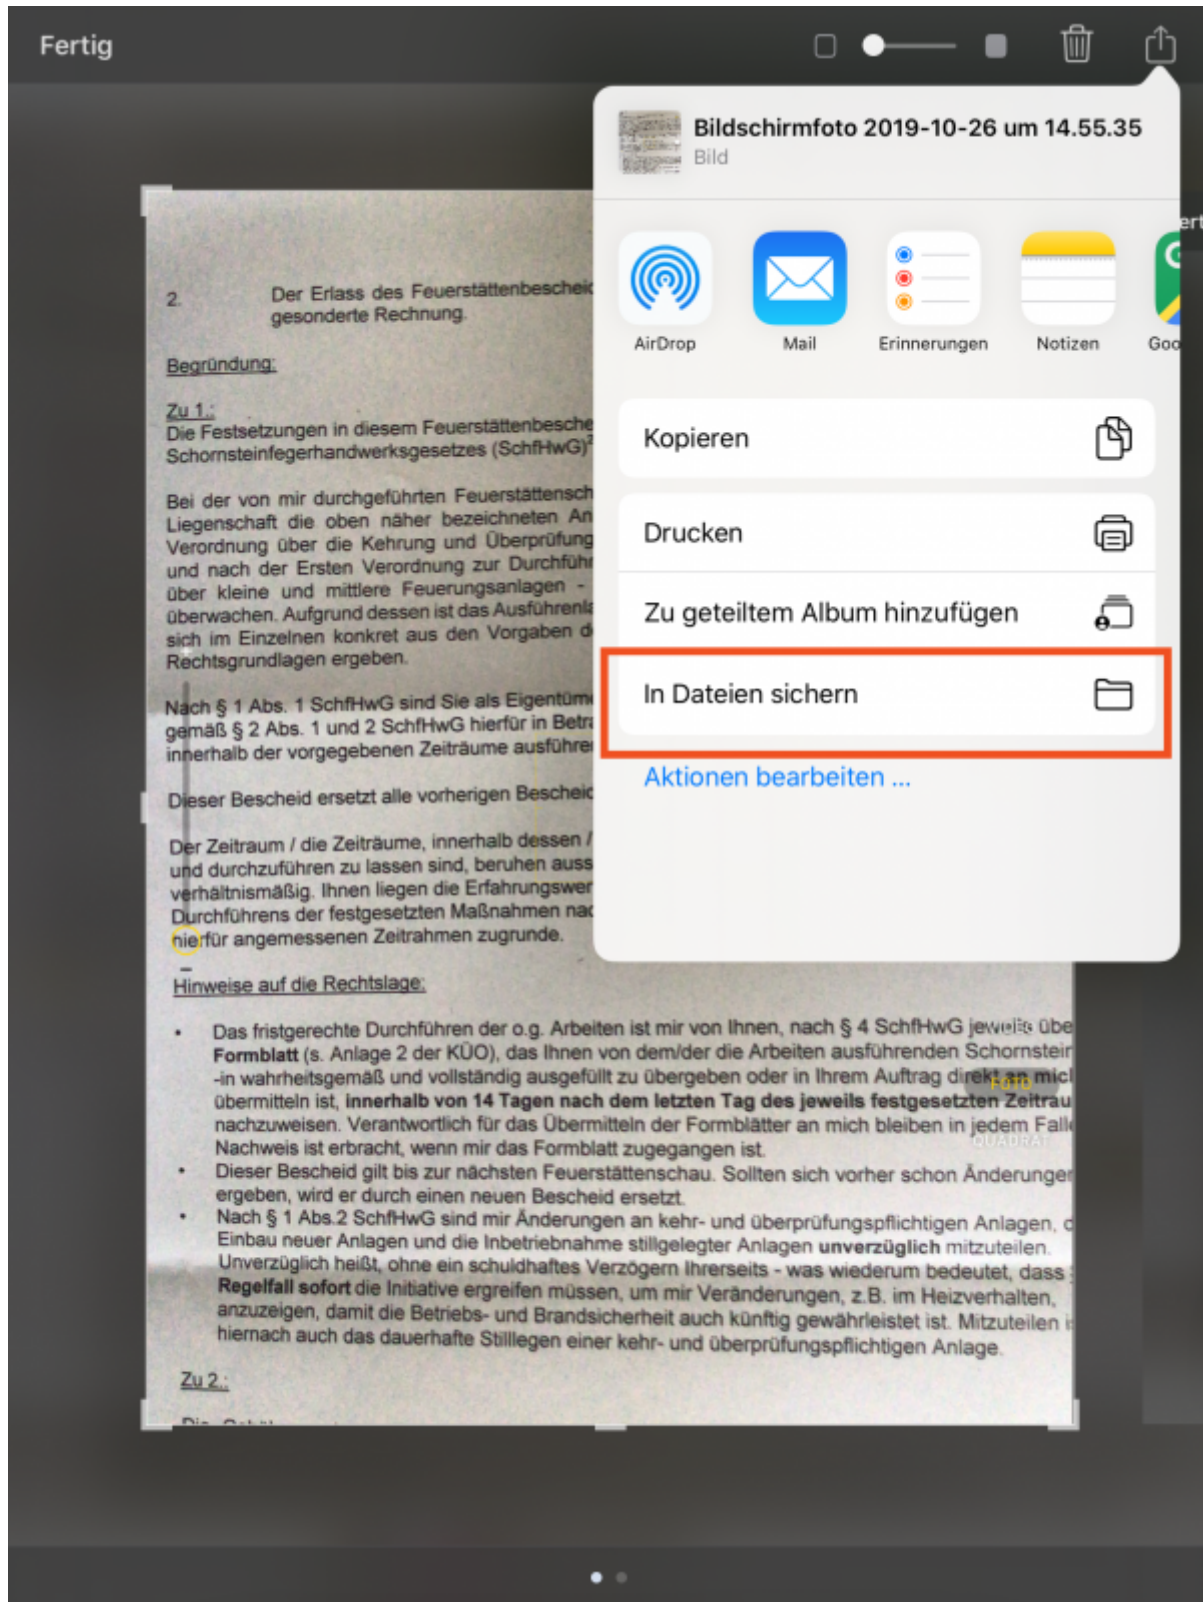 Fertig
Bildschirmfoto 2019-10-26 um 14.55.35
Bild
AirDrop
Mail
Erinnerungen
Notizen
Goo
Kopieren
Drucken
Zu geteiltem Album hinzufügen
In Dateien sichern
Aktionen bearbeiten ...
2. Der Erlass des Feuerstättenbescheid
gesonderte Rechnung.
Begründung:
Zu 1.:
Die Festsetzungen in diesem Feuerstättenbesche
Schornsteinfegerhandwerksgesetzes (SchfHwG)²
Bei der von mir durchgeführten Feuerstättensch
Liegenschaft die oben näher bezeichneten An
Verordnung über die Kehrung und Überprüfung
und nach der Ersten Verordnung zur Durchführ
über kleine und mittlere Feuerungsanlagen -
überwachen. Aufgrund dessen ist das Ausführenla
sich im Einzelnen konkret aus den Vorgaben d
Rechtsgrundlagen ergeben.
Nach § 1 Abs. 1 SchfHwG sind Sie als Eigentüme
gemäß § 2 Abs. 1 und 2 SchfHwG hierfür in Betra
innerhalb der vorgegebenen Zeiträume ausführe
Dieser Bescheid ersetzt alle vorherigen Bescheid
Der Zeitraum / die Zeiträume, innerhalb dessen /
und durchzuführen zu lassen sind, beruhen auss
verhältnismäßig. Ihnen liegen die Erfahrungswer
Durchführens der festgesetzten Maßnahmen nac
hierfür angemessenen Zeitrahmen zugrunde.
Hinweise auf die Rechtslage:
• Das fristgerechte Durchführen der o.g. Arbeiten ist mir von Ihnen, nach § 4 SchfHwG jeweils übe
Formblatt (s. Anlage 2 der KÜO), das Ihnen von dem/der die Arbeiten ausführenden Schornstein
-in wahrheitsgemäß und vollständig ausgefüllt zu übergeben oder in Ihrem Auftrag direkt an mich
FOTO
übermitteln ist, innerhalb von 14 Tagen nach dem letzten Tag des jeweils festgesetzten Zeiträu
nachzuweisen. Verantwortlich für das Übermitteln der Formblätter an mich bleiben in jedem Falle
QUADRAT
Nachweis ist erbracht, wenn mir das Formblatt zugegangen ist.
• Dieser Bescheid gilt bis zur nächsten Feuerstättenschau. Sollten sich vorher schon Änderungen
ergeben, wird er durch einen neuen Bescheid ersetzt.
• Nach § 1 Abs.2 SchfHwG sind mir Änderungen an kehr- und überprüfungspflichtigen Anlagen, d
Einbau neuer Anlagen und die Inbetriebnahme stillgelegter Anlagen unverzüglich mitzuteilen.
Unverzüglich heißt, ohne ein schuldhaftes Verzögern Ihrerseits - was wiederum bedeutet, dass
Regelfall sofort die Initiative ergreifen müssen, um mir Veränderungen, z.B. im Heizverhalten,
anzuzeigen, damit die Betriebs- und Brandsicherheit auch künftig gewährleistet ist. Mitzuteilen
hiernach auch das dauerhafte Stilllegen einer kehr- und überprüfungspflichtigen Anlage.
Zu 2.: